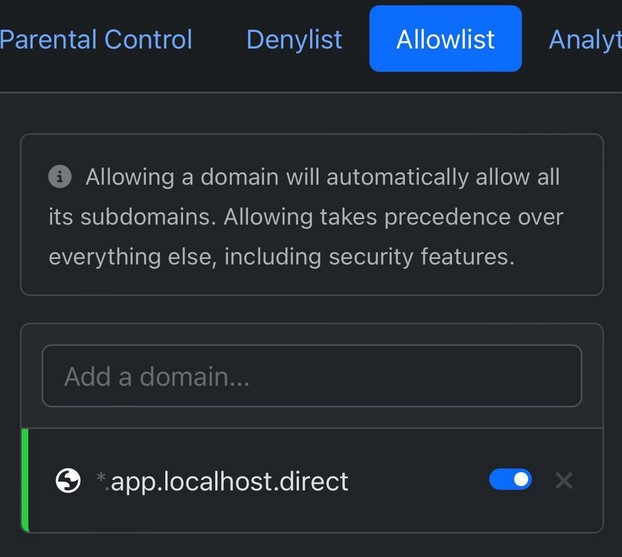 Parental Control Denylist Allowlist Analyt
Allowing a domain will automatically allow all
its subdomains. Allowing takes precedence over
everything else, including security features.
Add a domain...
*.app.localhost.direct